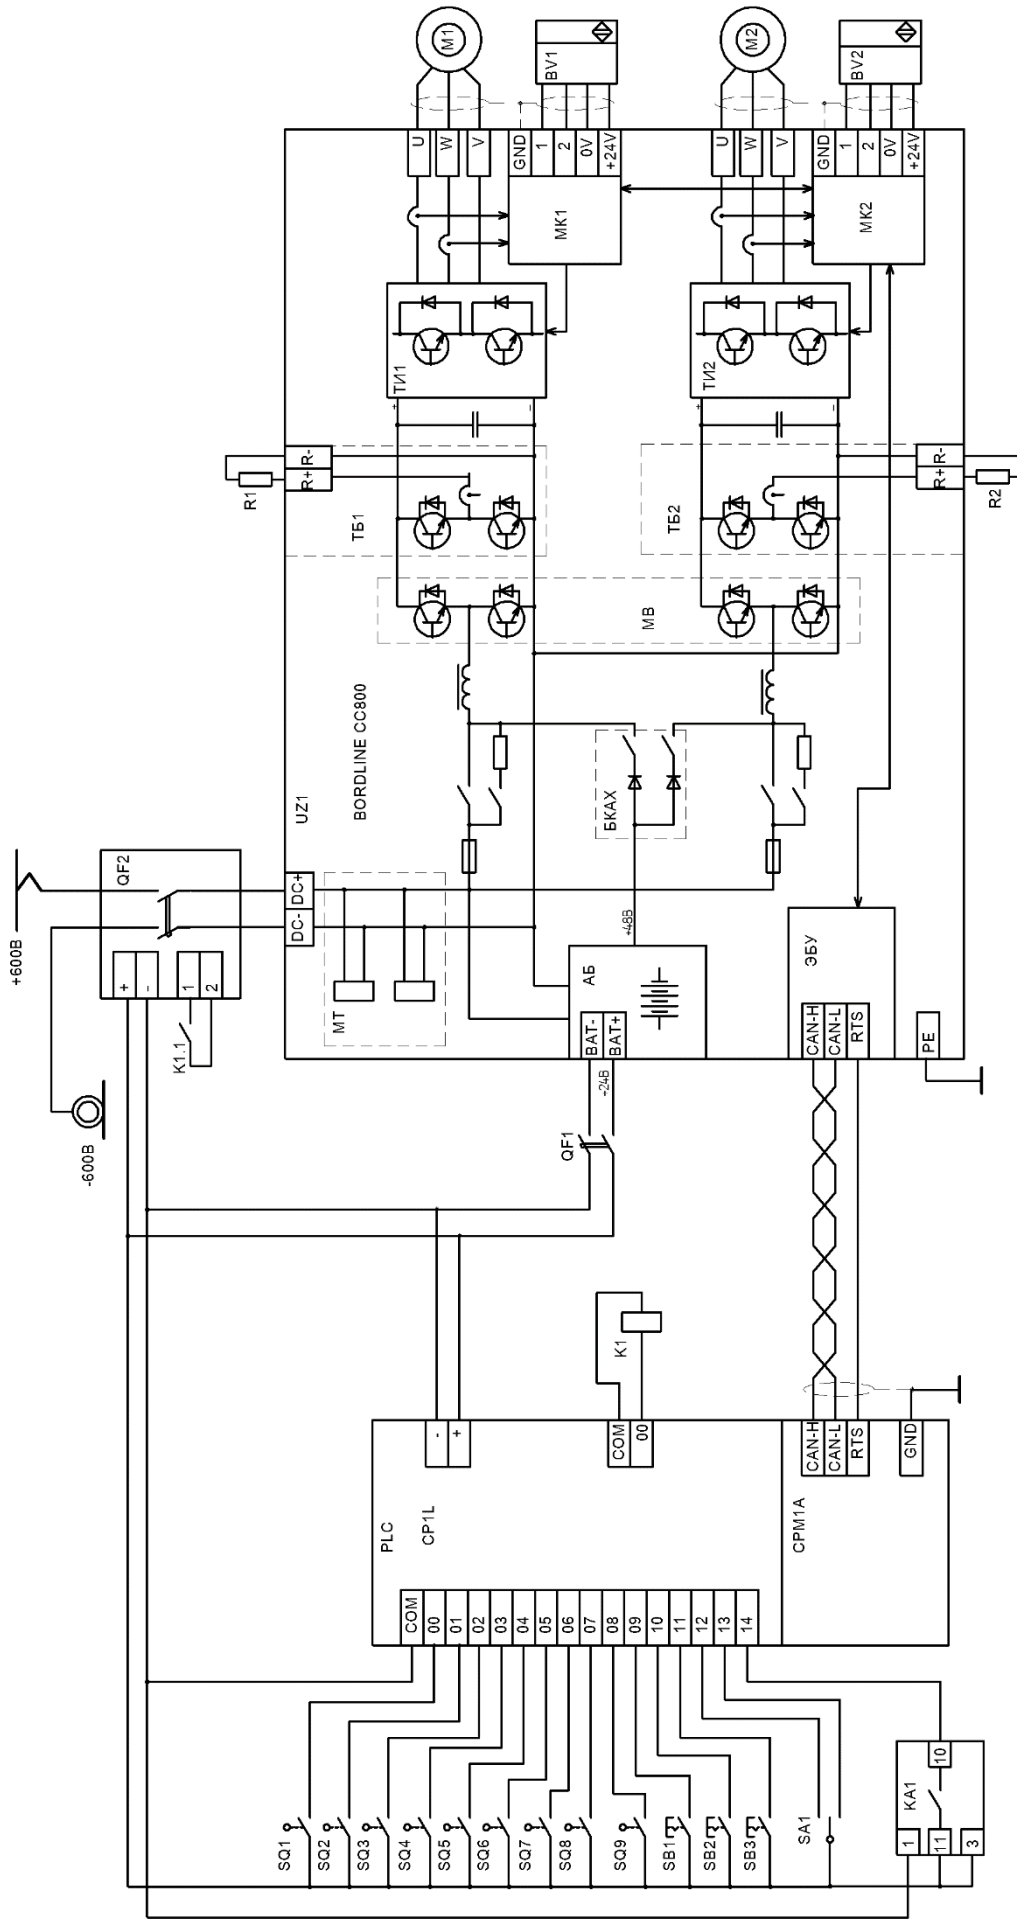 +600В
-600В
QF2
+
-
1
2
K1.1
DC-
DC+
UZ1
BORDLINE CC800
МТ
R1
R+
R-
ТБ1
ТИ1
+
-
U
W
V
M1
GND
1
2
0V
+24V
BV1
МК1
МВ
ТБ2
ТИ2
+
-
U
W
V
M2
GND
1
2
0V
+24V
BV2
МК2
R+
R-
R2
БКАХ
+48В
АБ
BAT-
BAT+
~24В
QF1
ЭБУ
CAN-H
CAN-L
RTS
PE
PLC
CP1L
-
+
COM
00
K1
CPM1A
CAN-H
CAN-L
RTS
GND
COM
00
01
02
03
04
05
06
07
08
09
10
11
12
13
14
SQ1
SQ2
SQ3
SQ4
SQ5
SQ6
SQ7
SQ8
SQ9
SB1
SB2
SB3
SA1
KA1
1
11
3
10